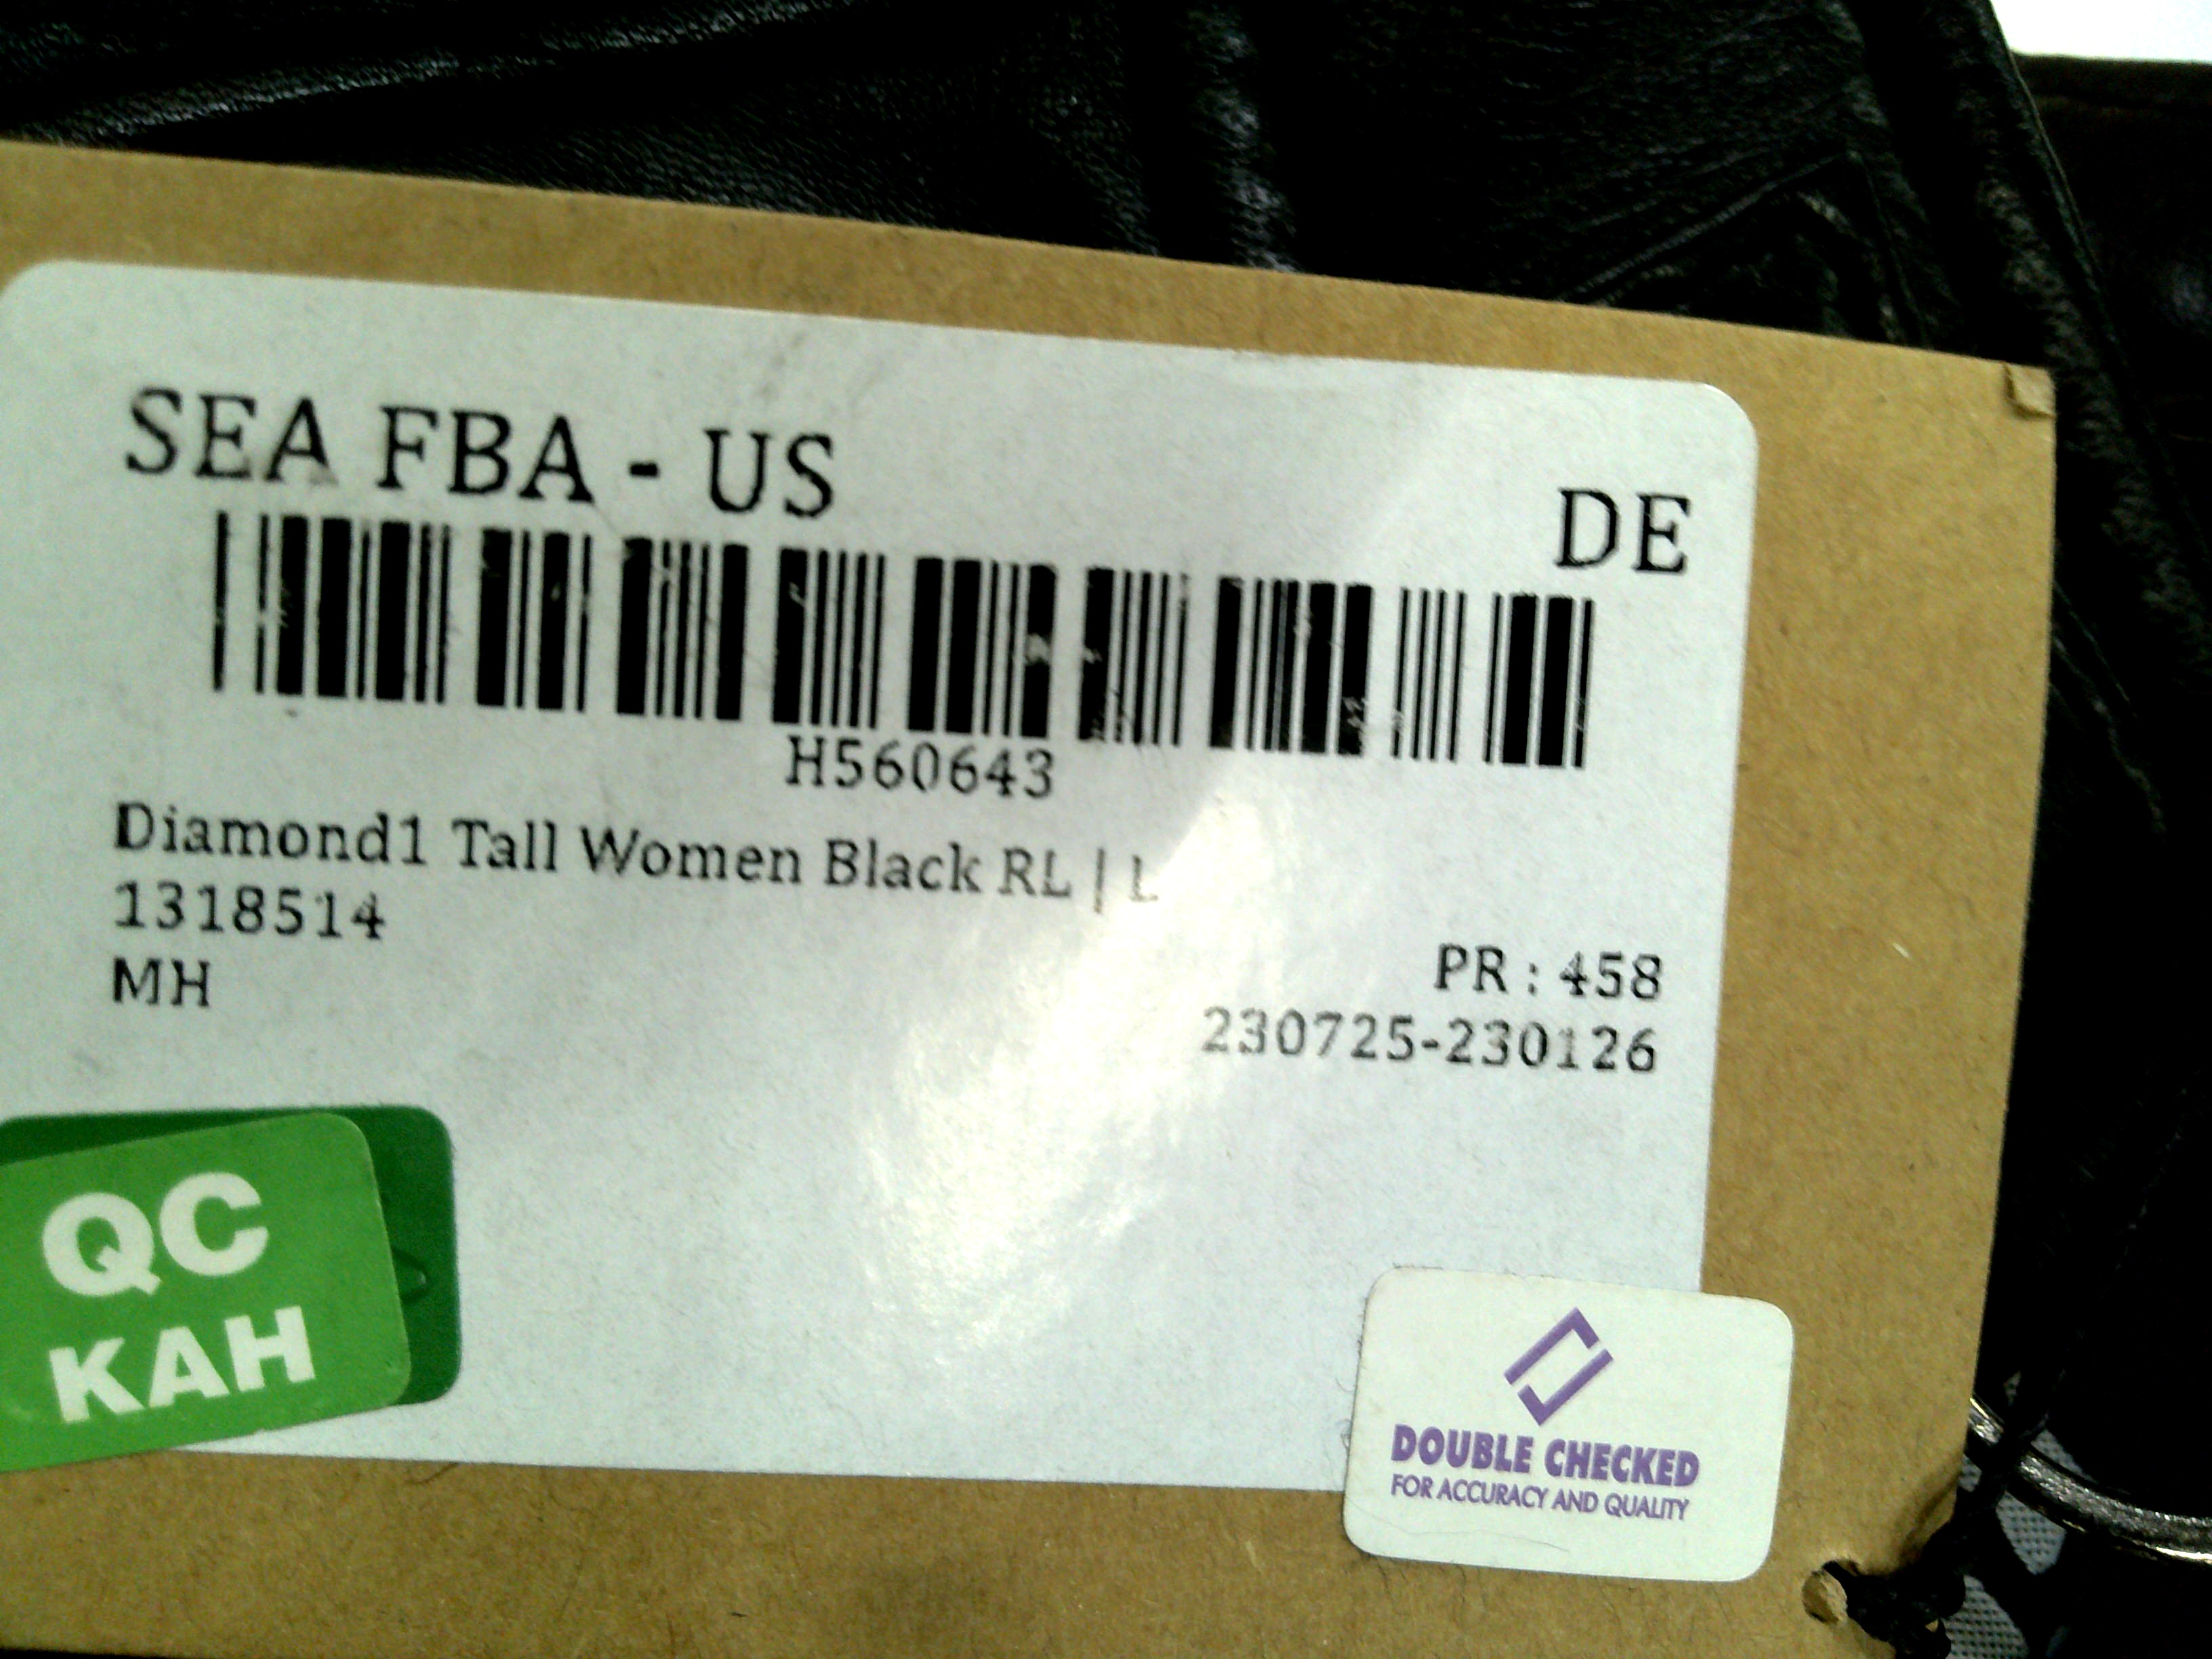 SEA FBA - US
DE
H560643
Diamond1 Tall Women Black RL | L
1318514
MH
PR : 458
230725-230126
QC
KAH
DOUBLE CHECKED
FOR ACCURACY AND QUALITY